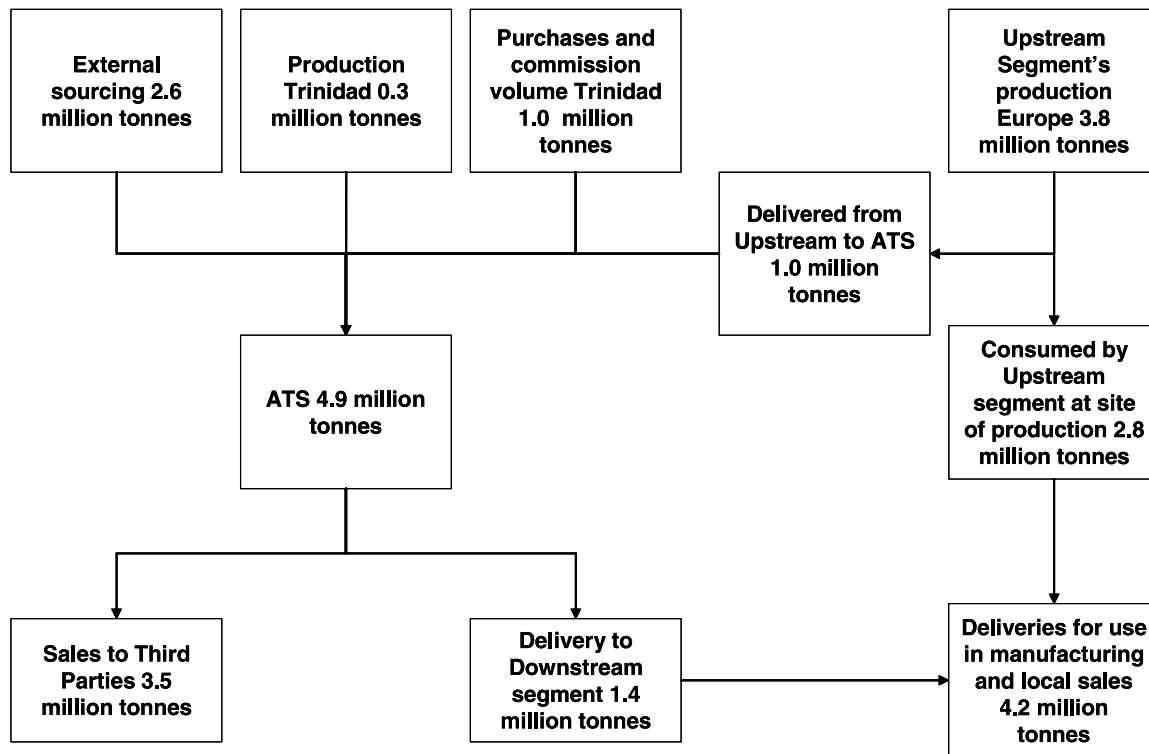 External
sourcing 2.6
million tonnes
Production
Trinidad 0.3
million tonnes
Purchases and
commission
volume Trinidad
1.0 million
tonnes
Upstream
Segment’s
production
Europe 3.8
million tonnes
Delivered from
Upstream to ATS
1.0 million
tonnes
ATS 4.9 million
tonnes
Consumed by
Upstream
segment at site
of production 2.8
million tonnes
Sales to Third
Parties 3.5
million tonnes
Delivery to
Downstream
segment 1.4
million tonnes
Deliveries for use
in manufacturing
and local sales
4.2 million
tonnes